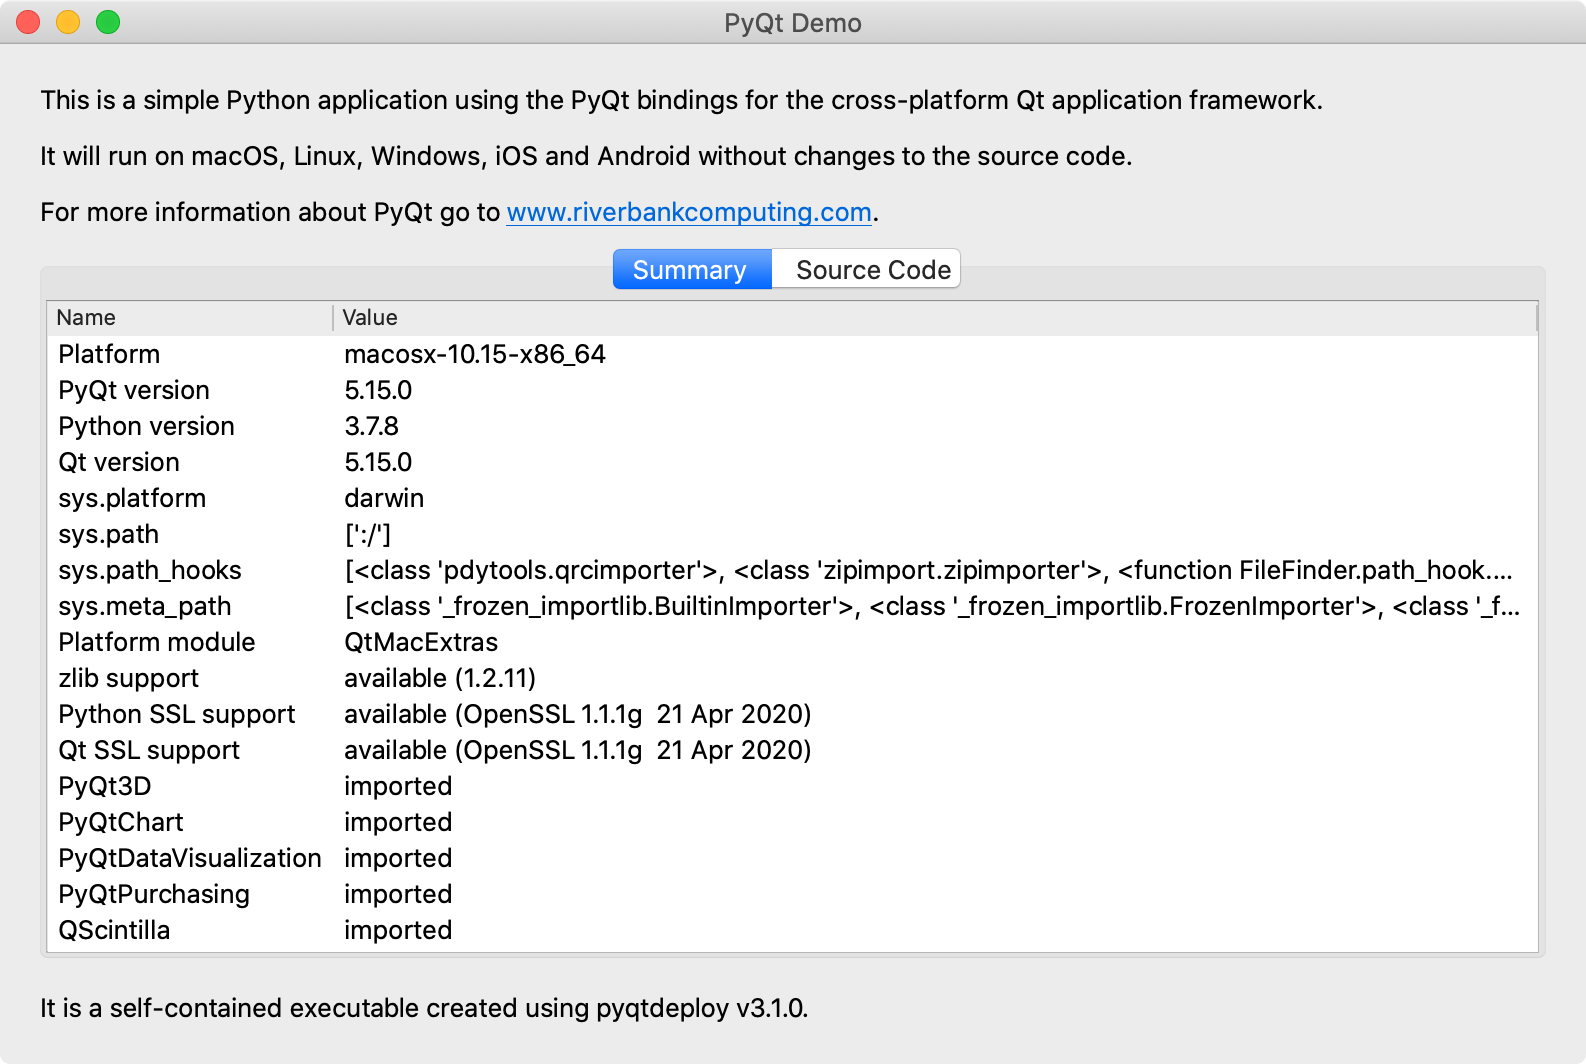 PyQt Demo
This is a simple Python application using the PyQt bindings for the cross-platform Qt application framework.
It will run on macOS, Linux, Windows, iOS and Android without changes to the source code.
For more information about PyQt go to www.riverbankcomputing.com.
Summary Source Code
Name Value
Platform macosx-10.15-x86_64
PyQt version 5.15.0
Python version 3.7.8
Qt version 5.15.0
sys.platform darwin
sys.path [':/']
sys.path_hooks [<class 'pdytools.qrcimporter'>, <class 'zipimport.zipimporter'>, <function FileFinder.path_hook....
sys.meta_path [<class '_frozen_importlib.BuiltinImporter'>, <class '_frozen_importlib.FrozenImporter'>, <class '_f...
Platform module QtMacExtras
zlib support available (1.2.11)
Python SSL support available (OpenSSL 1.1.1g  21 Apr 2020)
Qt SSL support available (OpenSSL 1.1.1g  21 Apr 2020)
PyQt3D imported
PyQtChart imported
PyQtDataVisualization imported
PyQtPurchasing imported
QScintilla imported
It is a self-contained executable created using pyqtdeploy v3.1.0.